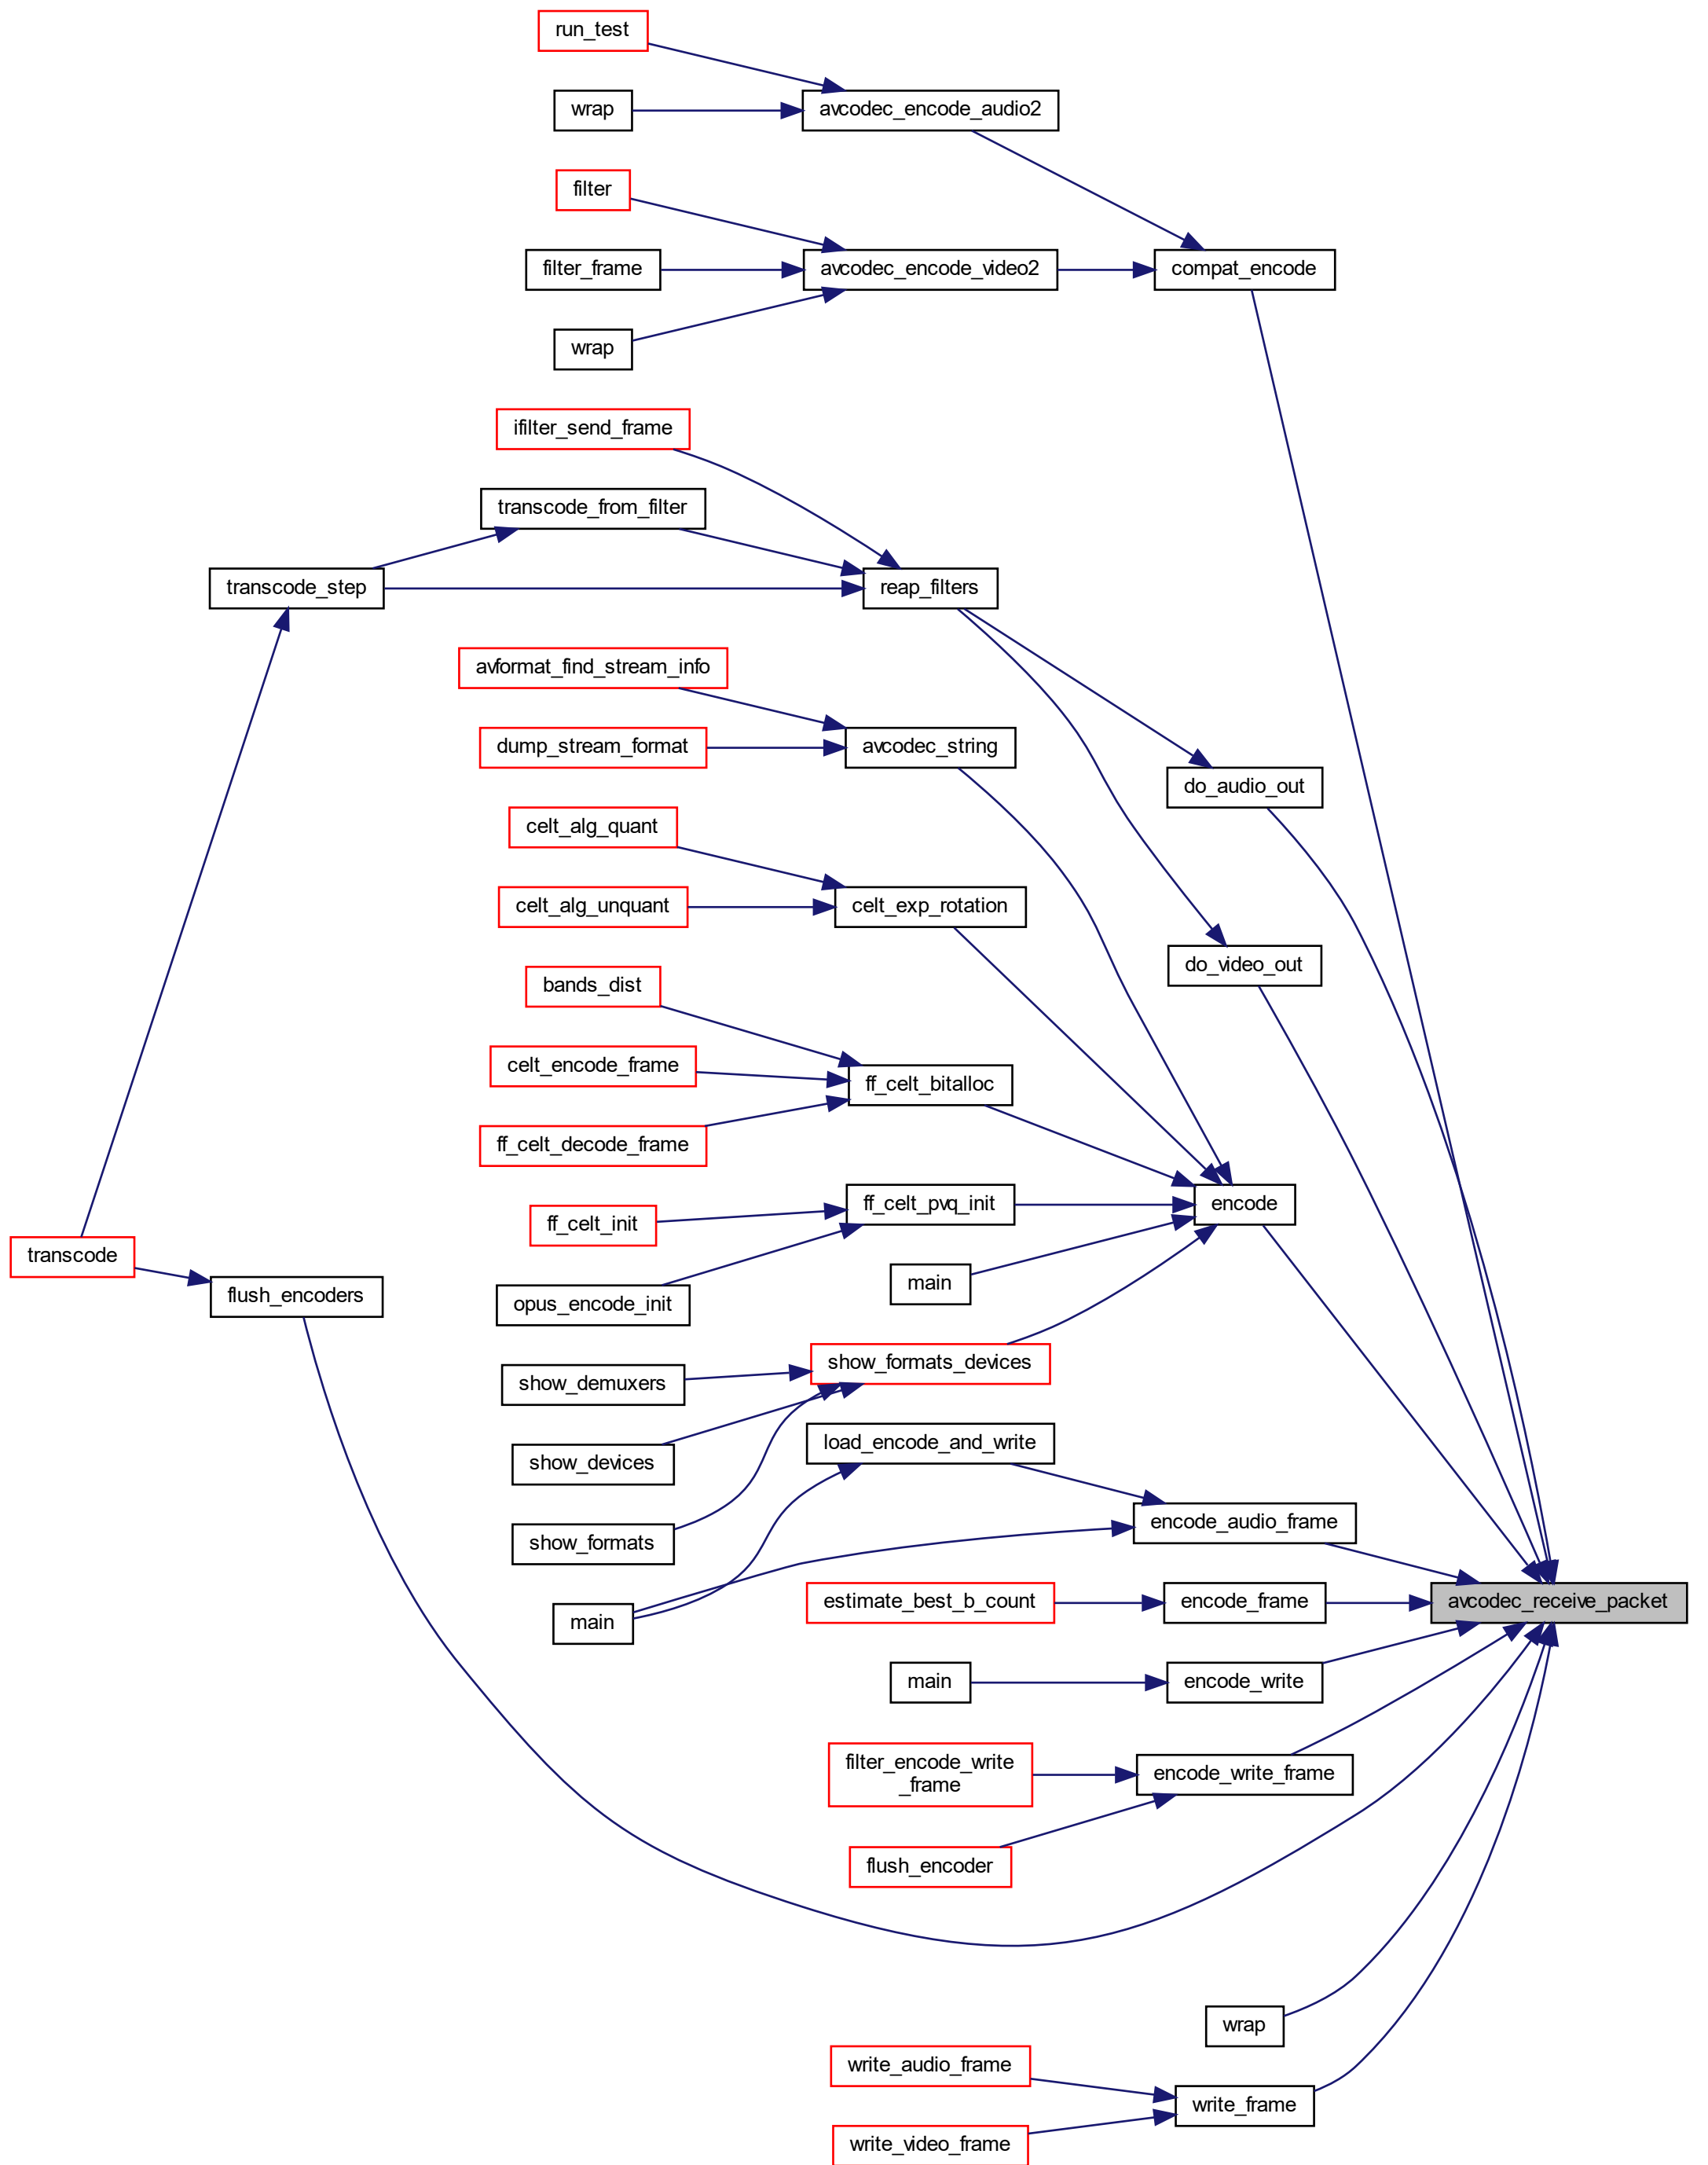 run_test
wrap
avcodec_encode_audio2
filter
filter_frame
avcodec_encode_video2
compat_encode
wrap
ifilter_send_frame
transcode_from_filter
transcode_step
reap_filters
avformat_find_stream_info
dump_stream_format
avcodec_string
do_audio_out
celt_alg_quant
celt_alg_unquant
celt_exp_rotation
do_video_out
bands_dist
celt_encode_frame
ff_celt_bitalloc
ff_celt_decode_frame
ff_celt_pvq_init
encode
ff_celt_init
transcode
main
flush_encoders
opus_encode_init
show_formats_devices
show_demuxers
load_encode_and_write
show_devices
encode_audio_frame
show_formats
estimate_best_b_count
encode_frame
avcodec_receive_packet
main
main
encode_write
filter_encode_write
_frame
encode_write_frame
flush_encoder
wrap
write_audio_frame
write_frame
write_video_frame